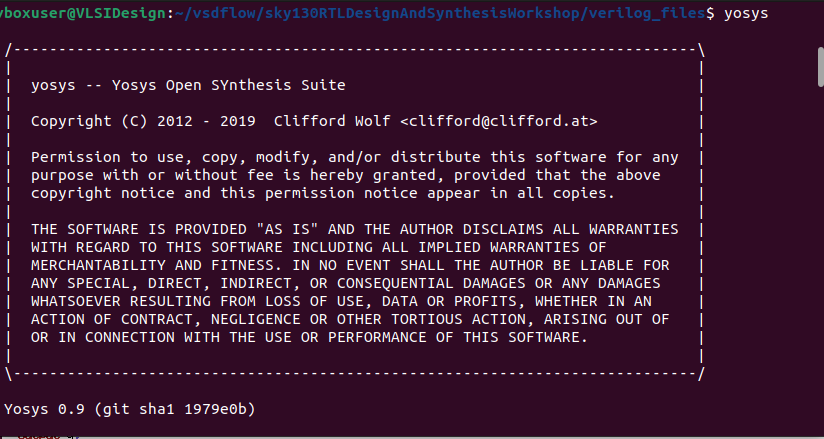 yboxuser@VLSIDesign:~/vsdflow/sky130RTLDesignAndSynthesisWorkshop/verilog_files$ yosys
/----------------------------------------------------------------------------\
|                                                                            |
|  yosys -- Yosys Open SYnthesis Suite                                       |
|                                                                            |
|  Copyright (C) 2012 - 2019  Clifford Wolf <clifford@clifford.at>           |
|                                                                            |
|  Permission to use, copy, modify, and/or distribute this software for any  |
|  purpose with or without fee is hereby granted, provided that the above    |
|  copyright notice and this permission notice appear in all copies.         |
|                                                                            |
|  THE SOFTWARE IS PROVIDED "AS IS" AND THE AUTHOR DISCLAIMS ALL WARRANTIES  |
|  WITH REGARD TO THIS SOFTWARE INCLUDING ALL IMPLIED WARRANTIES OF          |
|  MERCHANTABILITY AND FITNESS. IN NO EVENT SHALL THE AUTHOR BE LIABLE FOR   |
|  ANY SPECIAL, DIRECT, INDIRECT, OR CONSEQUENTIAL DAMAGES OR ANY DAMAGES    |
|  WHATSOEVER RESULTING FROM LOSS OF USE, DATA OR PROFITS, WHETHER IN AN     |
|  ACTION OF CONTRACT, NEGLIGENCE OR OTHER TORTIOUS ACTION, ARISING OUT OF   |
|  OR IN CONNECTION WITH THE USE OR PERFORMANCE OF THIS SOFTWARE.            |
|                                                                            |
\----------------------------------------------------------------------------/
Yosys 0.9 (git sha1 1979e0b)